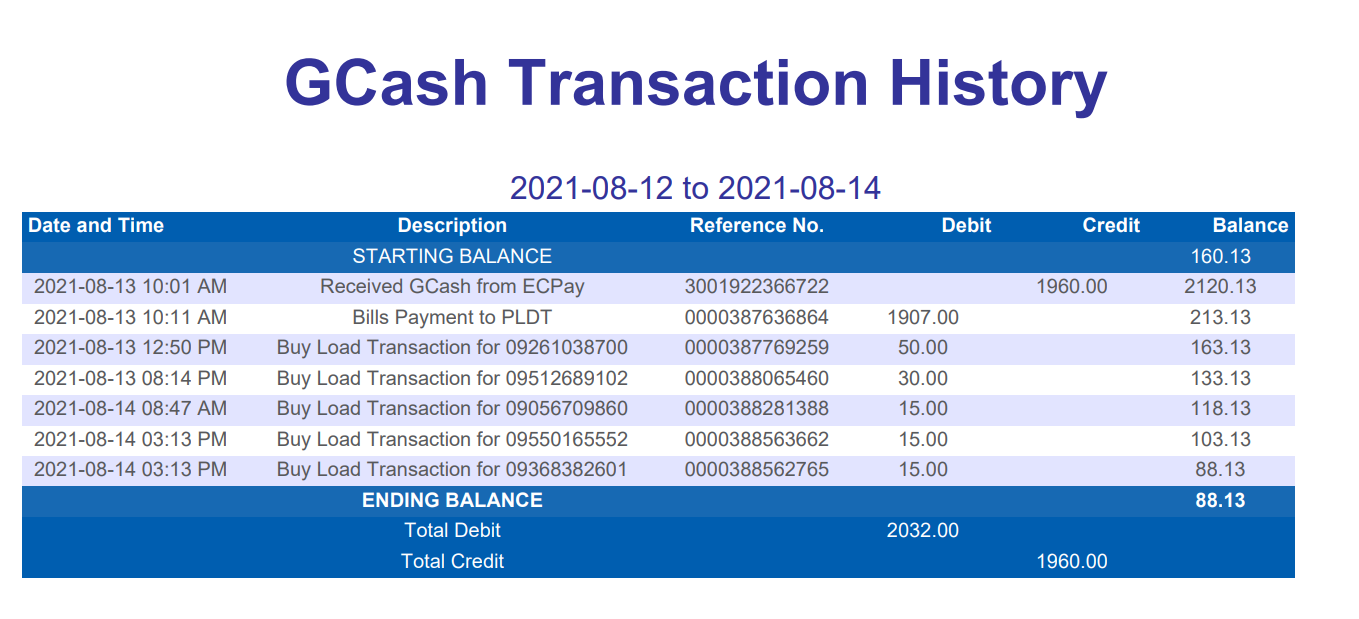 GCash Transaction History
2021-08-12 to 2021-08-14
Date and Time Description Reference No. Debit Credit Balance
STARTING BALANCE 160.13
2021-08-13 10:01 AM Received GCash from ECPay 3001922366722 1960.00 2120.13
2021-08-13 10:11 AM Bills Payment to PLDT 0000387636864 1907.00 213.13
2021-08-13 12:50 PM Buy Load Transaction for 09261038700 0000387769259 50.00 163.13
2021-08-13 08:14 PM Buy Load Transaction for 09512689102 0000388065460 30.00 133.13
2021-08-14 08:47 AM Buy Load Transaction for 09056709860 0000388281388 15.00 118.13
2021-08-14 03:13 PM Buy Load Transaction for 09550165552 0000388563662 15.00 103.13
2021-08-14 03:13 PM Buy Load Transaction for 09368382601 0000388562765 15.00 88.13
ENDING BALANCE 88.13
Total Debit 2032.00
Total Credit 1960.00